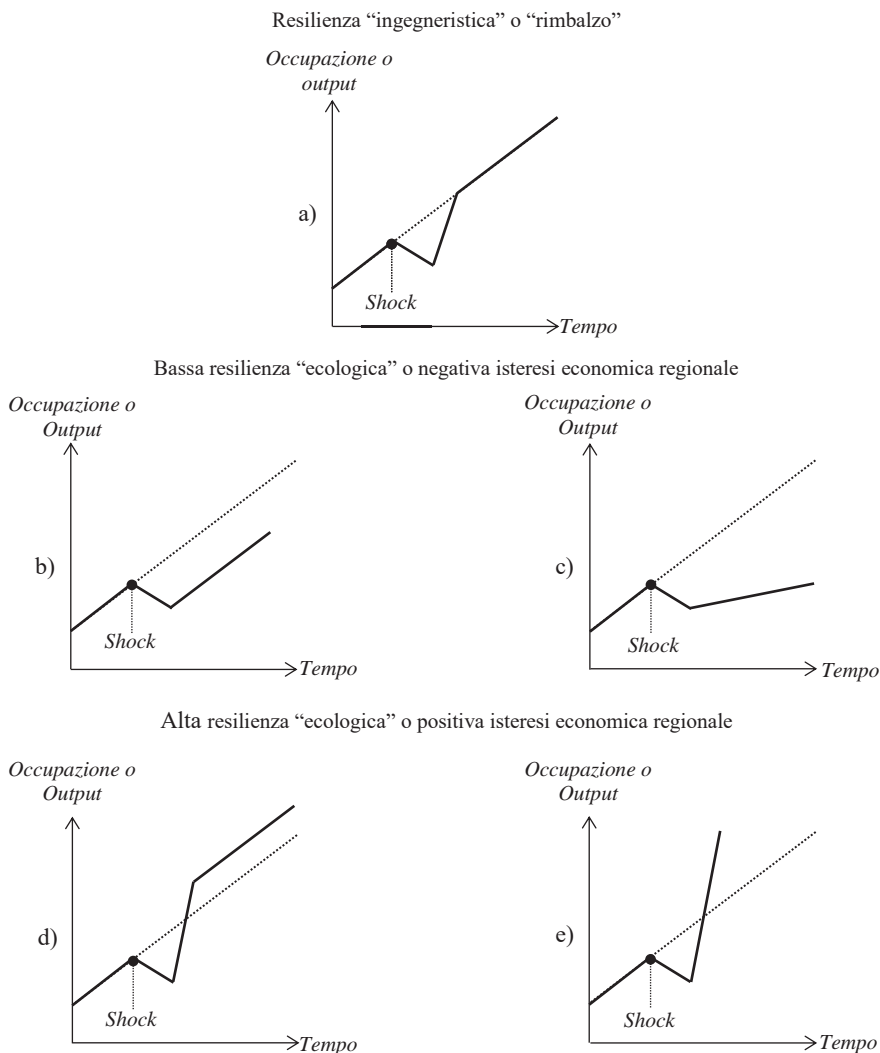 Resilienza “ingegneristica” o “rimbalzo”
Occupazione o
output
a)
Shock
Tempo
Bassa resilienza “ecologica” o negativa isteresi economica regionale
Occupazione o
Output
b)
Shock
Tempo
Occupazione o
Output
c)
Shock
Tempo
Alta resilienza “ecologica” o positiva isteresi economica regionale
Occupazione o
Output
d)
Shock
Tempo
Occupazione o
Output
e)
Shock
Tempo